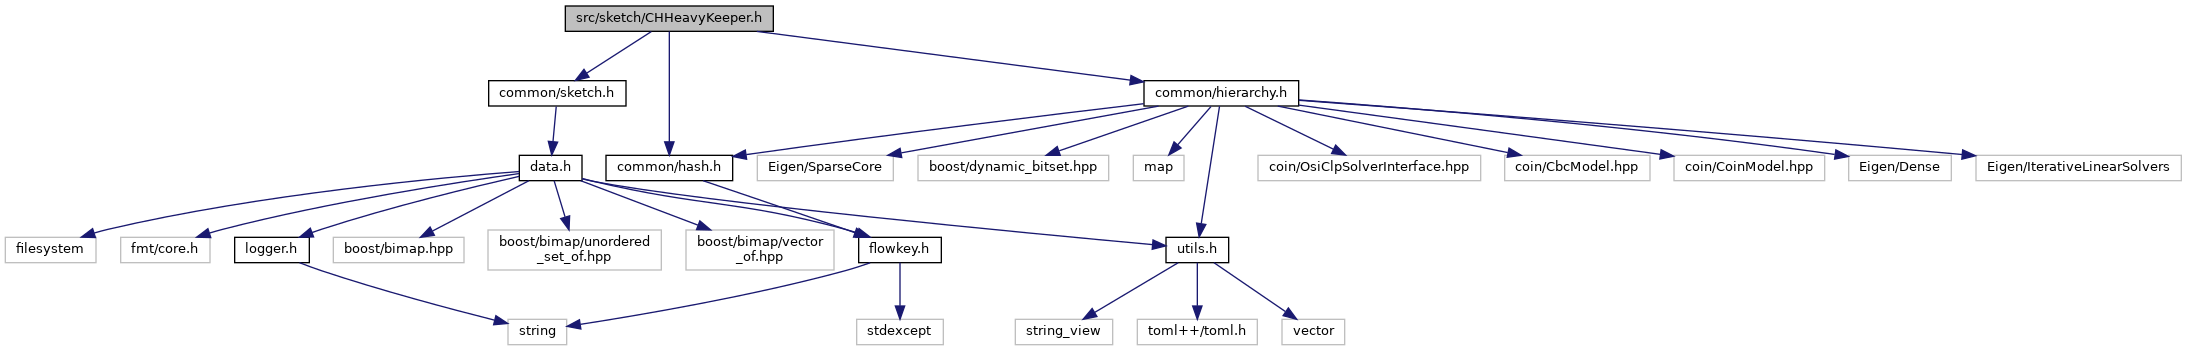 src/sketch/CHHeavyKeeper.h
common/sketch.h
common/hierarchy.h
data.h
common/hash.h
Eigen/SparseCore
boost/dynamic_bitset.hpp
map
coin/OsiClpSolverInterface.hpp
coin/CbcModel.hpp
coin/CoinModel.hpp
Eigen/Dense
Eigen/IterativeLinearSolvers
filesystem
fmt/core.h
logger.h
boost/bimap.hpp
boost/bimap/unordered
_set_of.hpp
boost/bimap/vector
_of.hpp
flowkey.h
utils.h
string
stdexcept
string_view
toml++/toml.h
vector